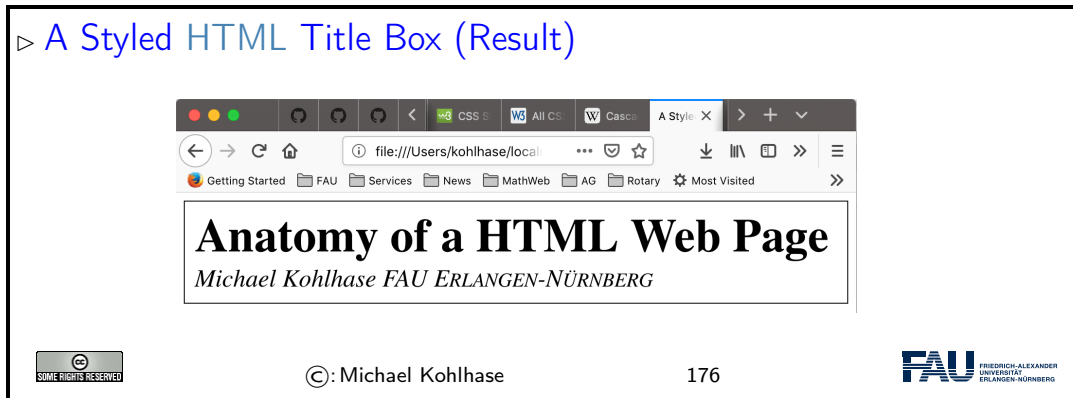 ▷ A Styled HTML Title Box (Result)
CSS S All CS Casca A Style
file:///Users/kohlhase/local
Getting Started FAU Services News MathWeb AG Rotary Most Visited
Anatomy of a HTML Web Page
Michael Kohlhase FAU ERLANGEN-NÜRNBERG
cc
SOME RIGHTS RESERVED
©: Michael Kohlhase 176
FAU
FRIEDRICH-ALEXANDER
UNIVERSITÄT
ERLANGEN-NÜRNBERG